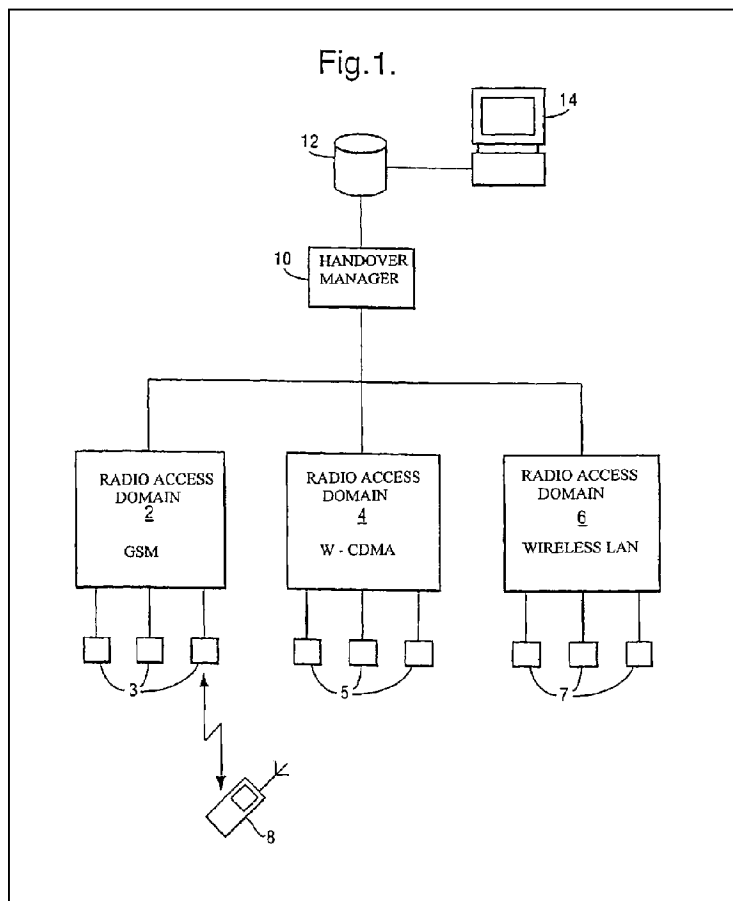 Fig.1.
14
12
10
HANDOVER
MANAGER
RADIO ACCESS
DOMAIN
2
GSM
RADIO ACCESS
DOMAIN
4
W - CDMA
RADIO ACCESS
DOMAIN
6
WIRELESS LAN
3
5
7
8